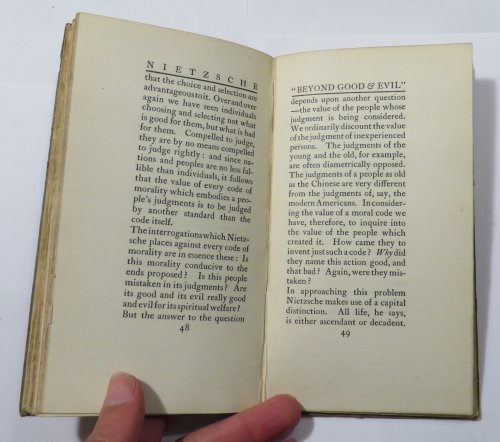 NIETZSCHE
that the choice and selection are
advantageous to it. Over and over
again we have seen individuals
choosing and selecting not what
is good for them, but what is bad
for them. Compelled to judge,
they are by no means compelled
to judge rightly: and since na-
tions and peoples are no less fal-
lible than individuals, it follows
that the value of every code of
morality which embodies a peo-
ple's judgments is to be judged
by another standard than the
code itself.
The interrogations which Nietz-
sche places against every code of
morality are in essence these: Is
this morality conducive to the
ends proposed? Is this people
mistaken in its judgments? Are
its good and its evil really good
and evil for its spiritual welfare?
But the answer to the question
48
"BEYOND GOOD & EVIL"
depends upon another question
—the value of the people whose
judgment is being considered.
We ordinarily discount the value
of the judgment of inexperienced
persons. The judgments of the
young and the old, for example,
are often diametrically opposed.
The judgments of a people as old
as the Chinese are very different
from the judgments of, say, the
modern Americans. In consider-
ing the value of a moral code we
have, therefore, to inquire into
the value of the people which
created it. How came they to
invent just such a code? Why did
they name this action good, and
that bad? Again, were they mis-
taken?
In approaching this problem
Nietzsche makes use of a capital
distinction. All life, he says,
is either ascendant or decadent.
49